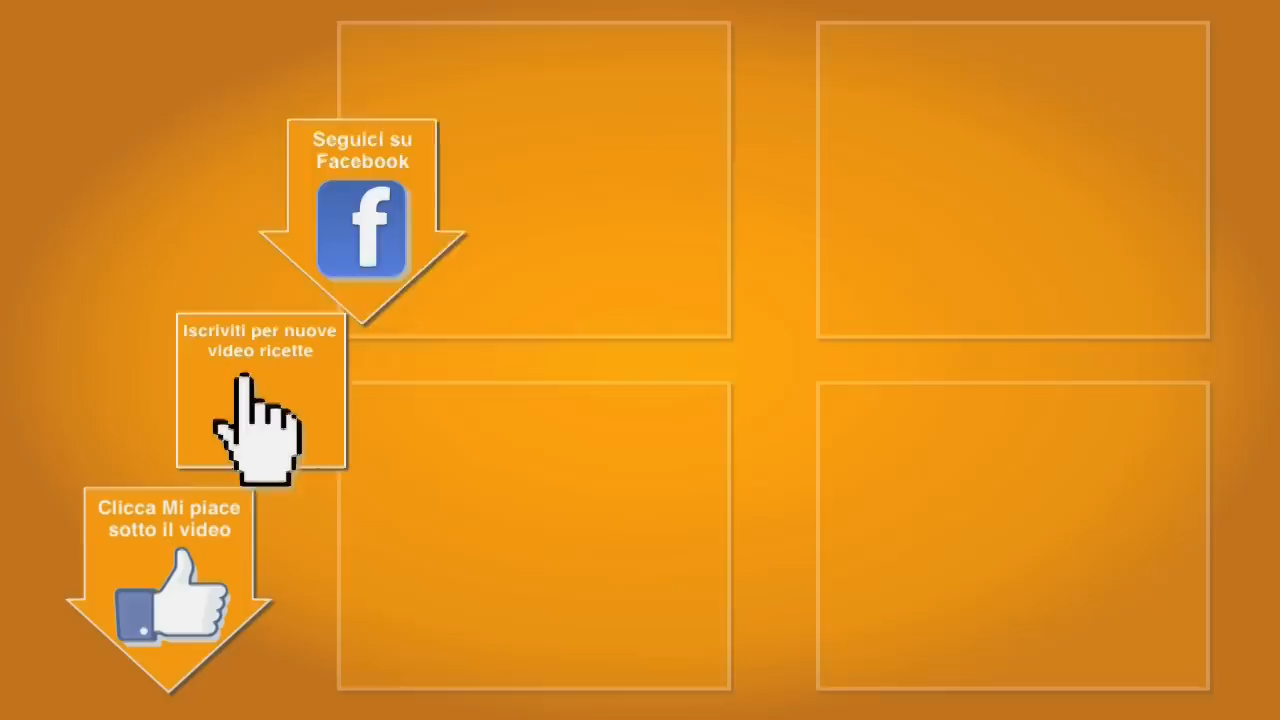 Seguici su
Facebook
f
Iscriviti per nuove
video ricette
Clicca Mi piace
sotto il video